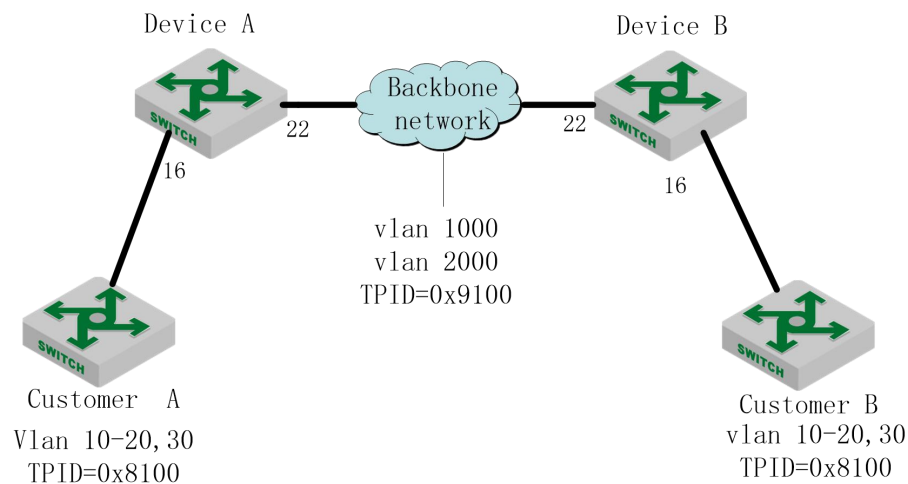 Device A
Device B
Backbone
network
SWITCH
SWITCH
22
22
16
16
vlan 1000
vlan 2000
TPID=0x9100
SWITCH
SWITCH
Customer A
Vlan 10-20,30
TPID=0x8100
Customer B
vlan 10-20,30
TPID=0x8100